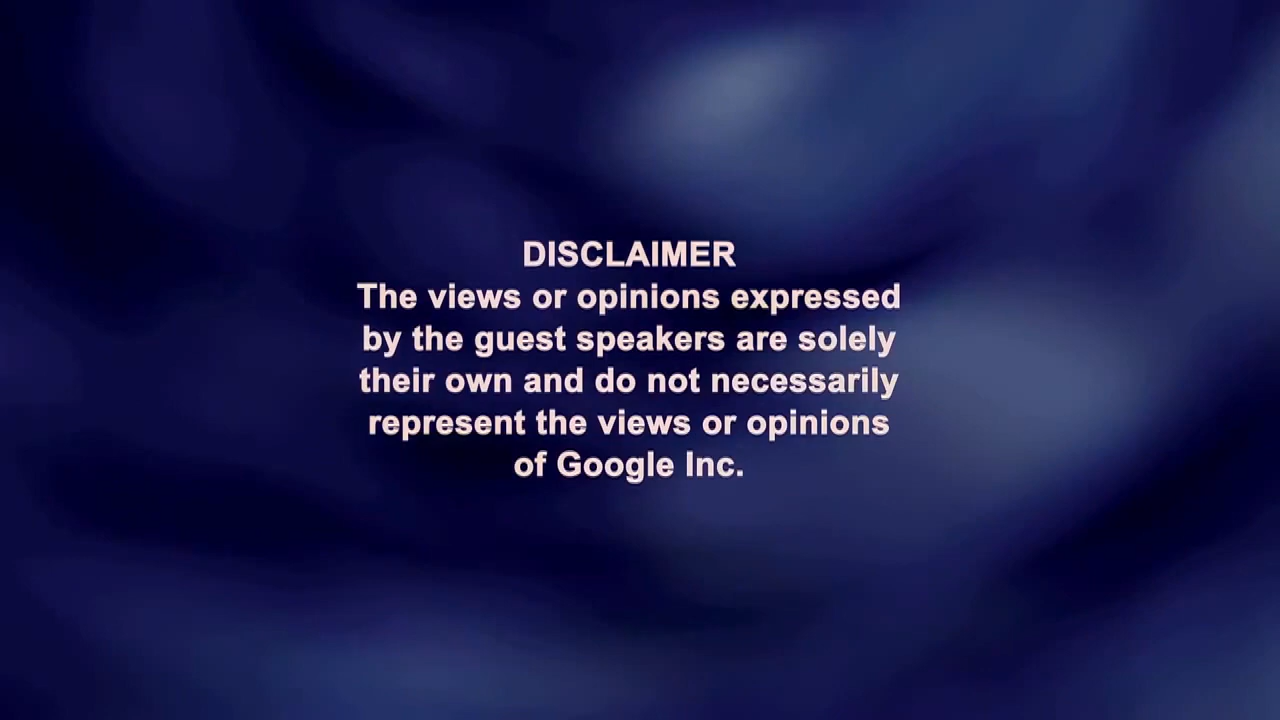 DISCLAIMER
The views or opinions expressed
by the guest speakers are solely
their own and do not necessarily
represent the views or opinions
of Google Inc.